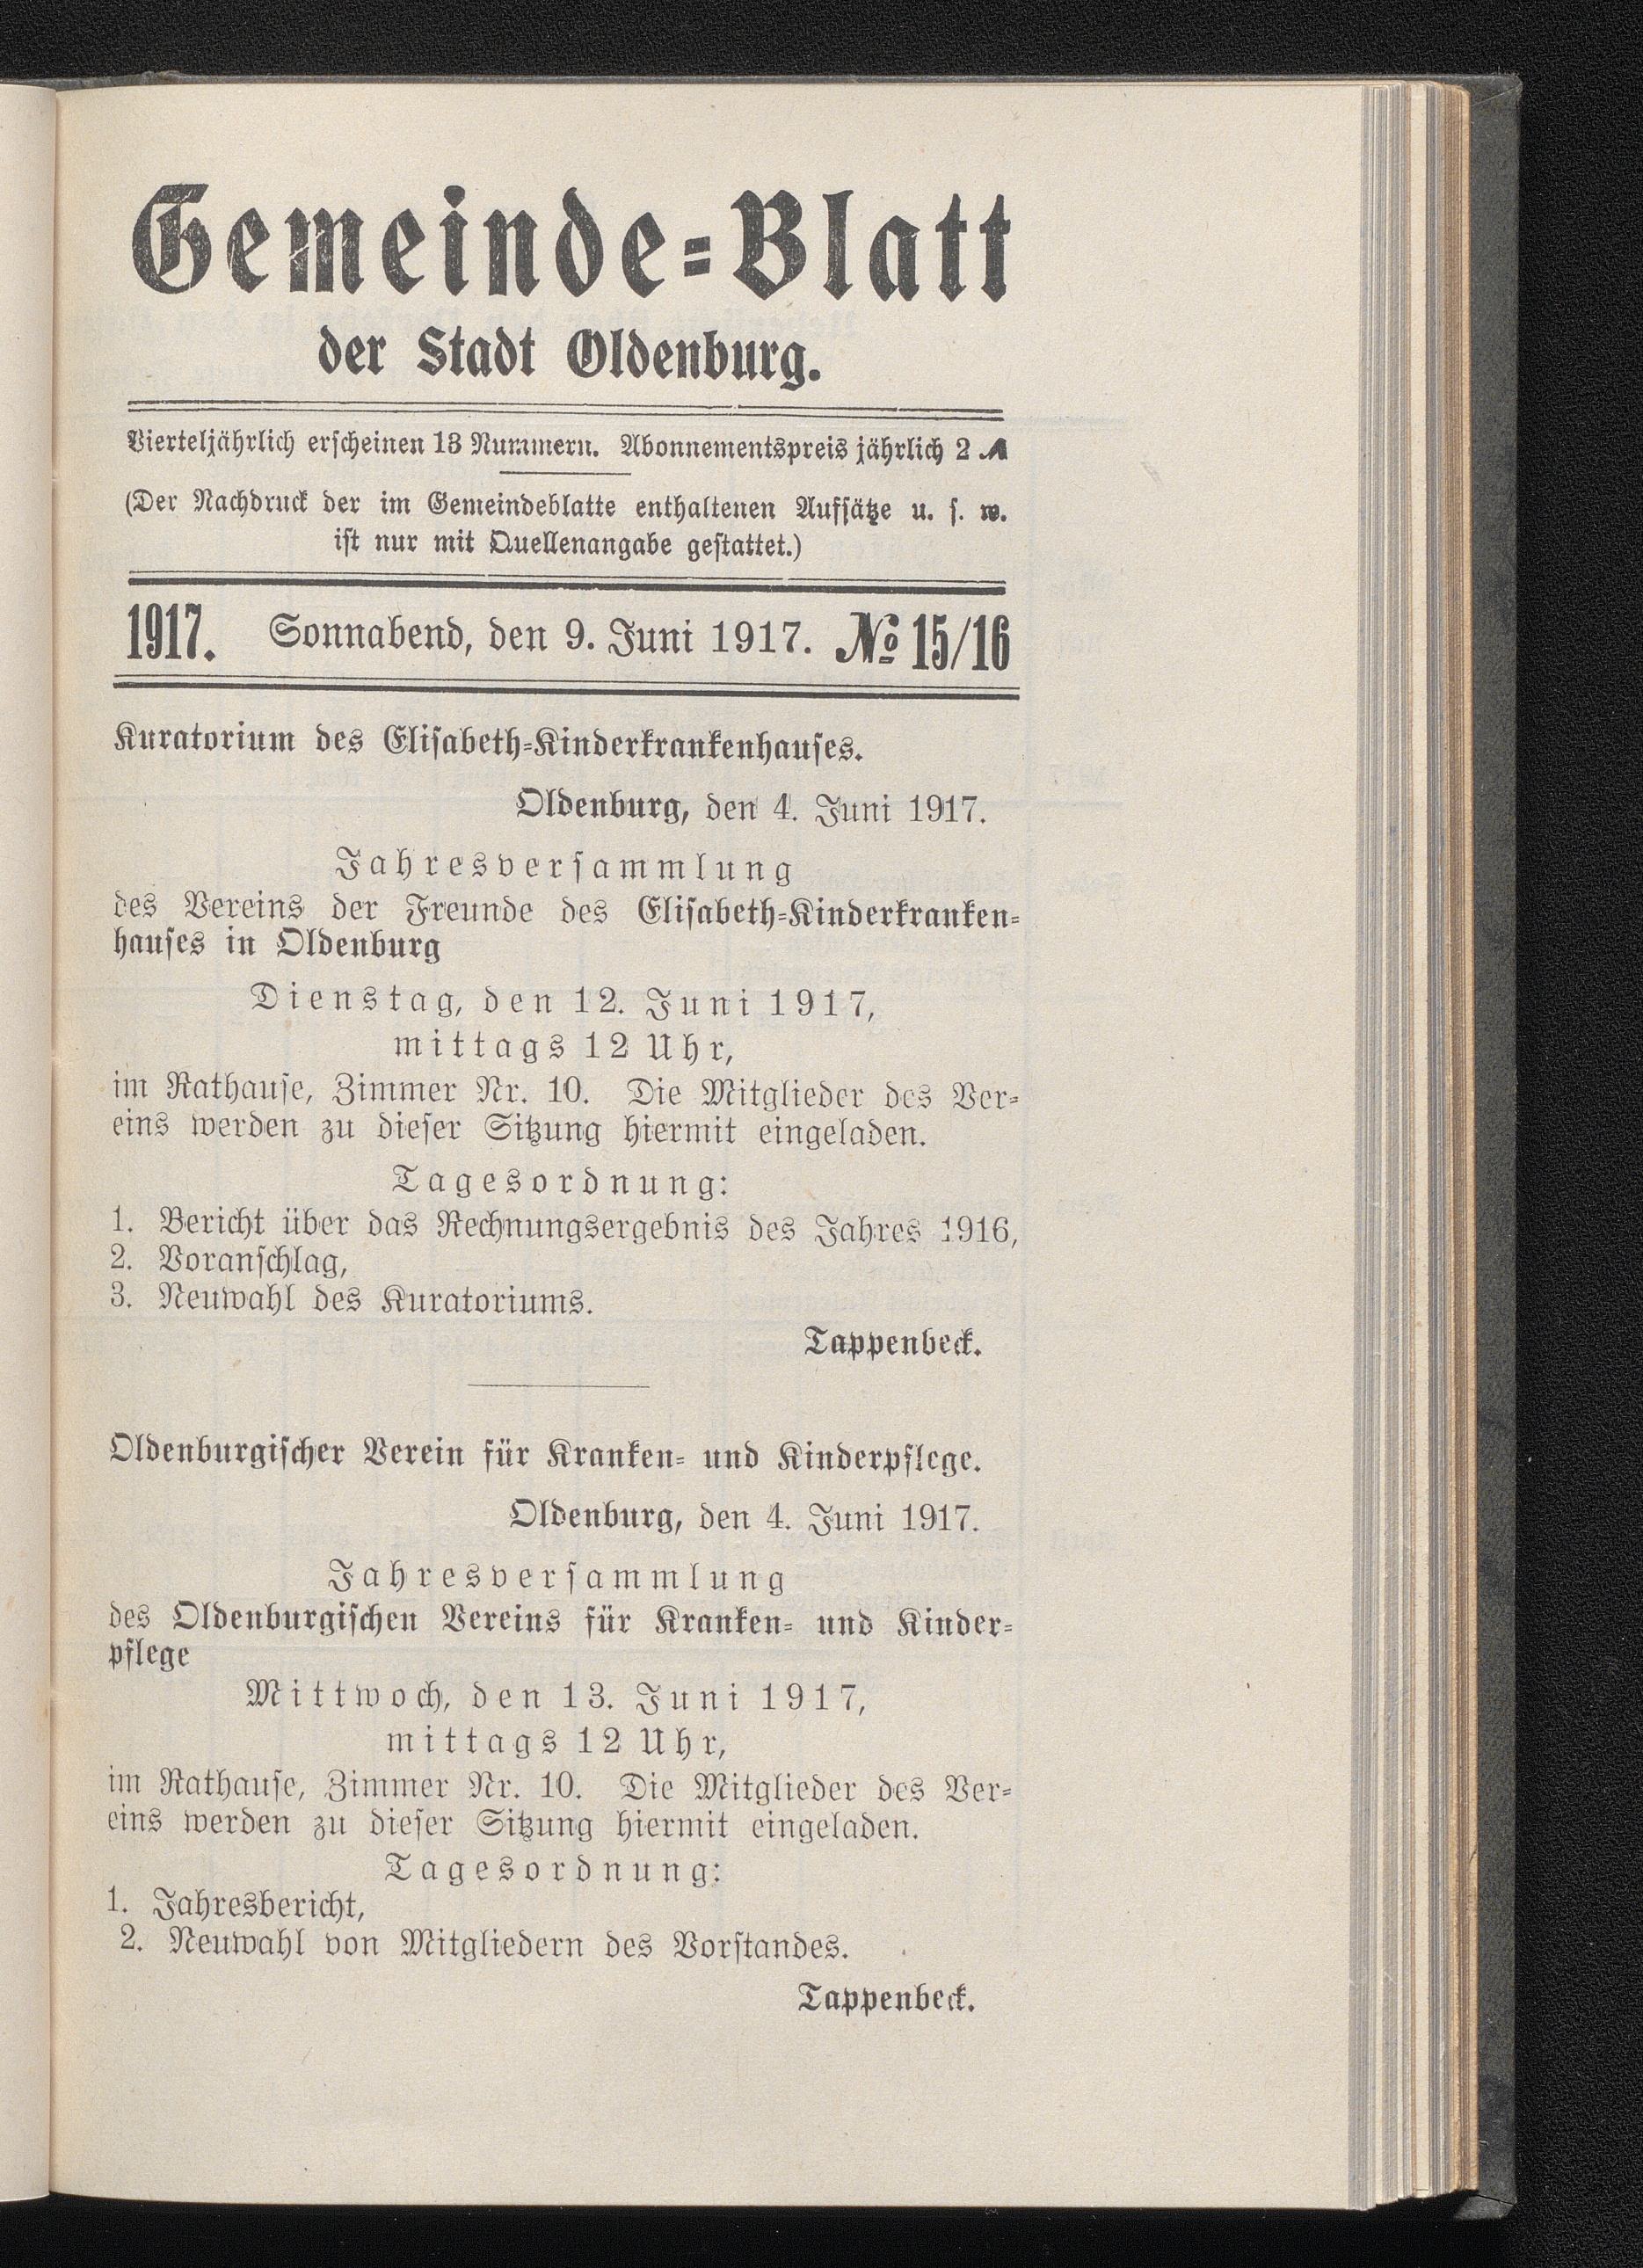 Gemeinde=Blatt
der Stadt Oldenburg.
Vierteljährlich erscheinen 13 Nummern. Abonnementspreis jährlich 2 ℳ
(Der Nachdruck der im Gemeindeblatte enthaltenen Aufsätze u. s. w.
ist nur mit Quellenangabe gestattet.)
1917. Sonnabend, den 9. Juni 1917. № 15/16
Kuratorium des Elisabeth-Kinderkrankenhauses.
Oldenburg, den 4. Juni 1917.
Jahresversammlung
des Vereins der Freunde des Elisabeth-Kinderkranken-
hauses in Oldenburg
Dienstag, den 12. Juni 1917,
mittags 12 Uhr,
im Rathause, Zimmer Nr. 10. Die Mitglieder des Ver-
eins werden zu dieser Sitzung hiermit eingeladen.
Tagesordnung:
1. Bericht über das Rechnungsergebnis des Jahres 1916,
2. Voranschlag,
3. Neuwahl des Kuratoriums.
Tappenbeck.
Oldenburgischer Verein für Kranken- und Kinderpflege.
Oldenburg, den 4. Juni 1917.
Jahresversammlung
des Oldenburgischen Vereins für Kranken- und Kinder-
pflege
Mittwoch, den 13. Juni 1917,
mittags 12 Uhr,
im Rathause, Zimmer Nr. 10. Die Mitglieder des Ver-
eins werden zu dieser Sitzung hiermit eingeladen.
Tagesordnung:
1. Jahresbericht,
2. Neuwahl von Mitgliedern des Vorstandes.
Tappenbeck.